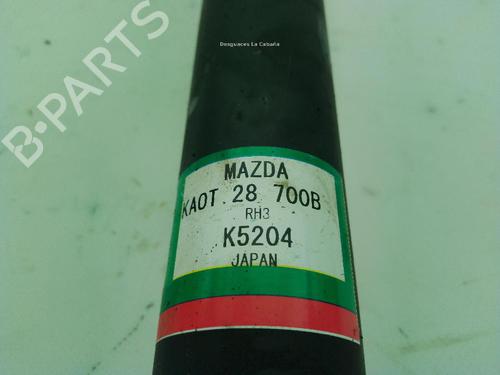 Desguaces La Cabaña
B-PARTS
MAZDA
KA0T 28 700B
RH3
K5204
JAPAN